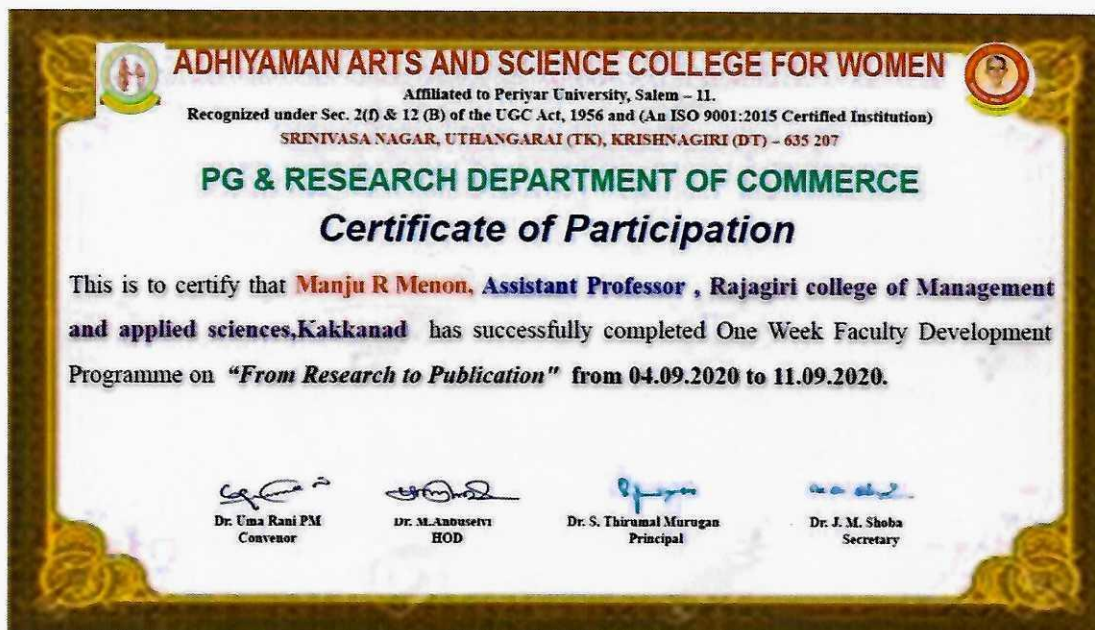 ADHIYAMAN ARTS AND SCIENCE COLLEGE FOR WOMEN
Affiliated to Periyar University, Salem – 11.
Recognized under Sec. 2(f) & 12 (B) of the UGC Act, 1956 and (An ISO 9001:2015 Certified Institution)
SRINIVASA NAGAR, UTHANGARAI (TK), KRISHNAGIRI (DT) – 635 207
PG & RESEARCH DEPARTMENT OF COMMERCE
Certificate of Participation
This is to certify that Manju R Menon, Assistant Professor , Rajagiri college of Management
and applied sciences,Kakkanad has successfully completed One Week Faculty Development
Programme on "From Research to Publication" from 04.09.2020 to 11.09.2020.
Dr. Uma Rani PM Dr. M.Anbuselvi Dr. S. Thirumal Murugan Dr. J. M. Shoba
Convenor HOD Principal Secretary